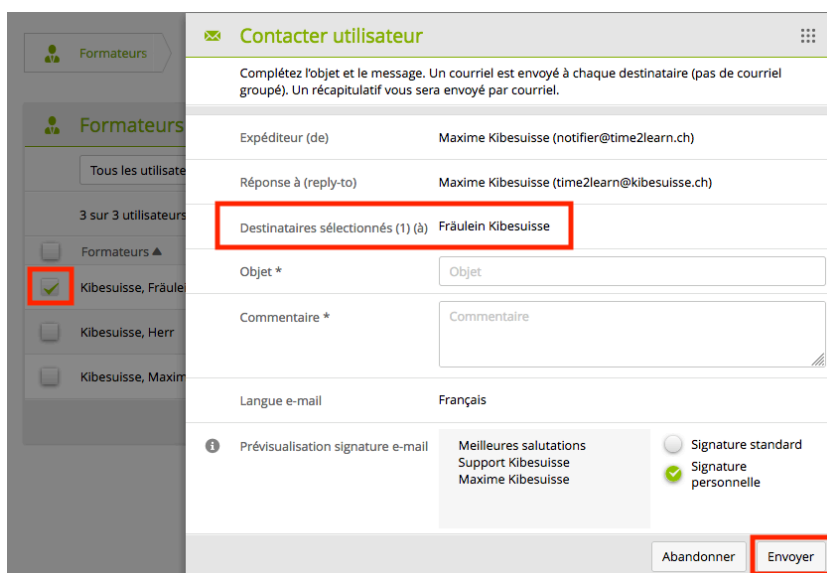 Formateurs
Formateurs
Tous les utilisate
3 sur 3 utilisateurs
Formateurs
Kibesuisse, Fräulei
Kibesuisse, Herr
Kibesuisse, Maxim
Contacter utilisateur
Complétez l'objet et le message. Un courriel est envoyé à chaque destinataire (pas de courriel
groupé). Un récapitulatif vous sera envoyé par courriel.
Expéditeur (de) Maxime Kibesuisse (notifier@time2learn.ch)
Réponse à (reply-to) Maxime Kibesuisse (time2learn@kibesuisse.ch)
Destinataires sélectionnés (1) (à) Fräulein Kibesuisse
Objet * Objet
Commentaire * Commentaire
Langue e-mail Français
Prévisualisation signature e-mail
Meilleures salutations
Support Kibesuisse
Maxime Kibesuisse
Signature standard
Signature
personnelle
Abandonner Envoyer